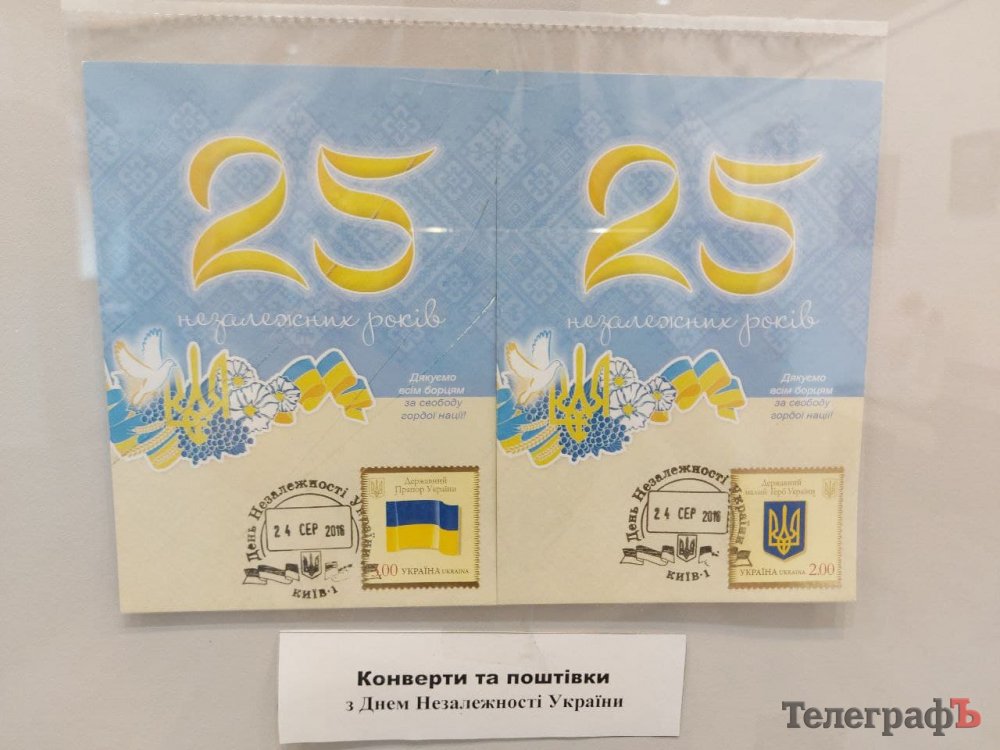 25
незалежних років
Дякуємо
всім борцям
за свободу
гордої нації!
День Незалежності України
24 СЕР 2016
КИЇВ-1
Державний
Прапор України
.00 УКРАЇНА UKRAINA
25
незалежних років
Дякуємо
всім борцям
за свободу
гордої нації!
День Незалежності України
24 СЕР 2016
КИЇВ-1
Державний
малий Герб України
УКРАЇНА UKRAINA 2.00
Конверти та поштівки
з Днем Незалежності України
ТелеграфЪ